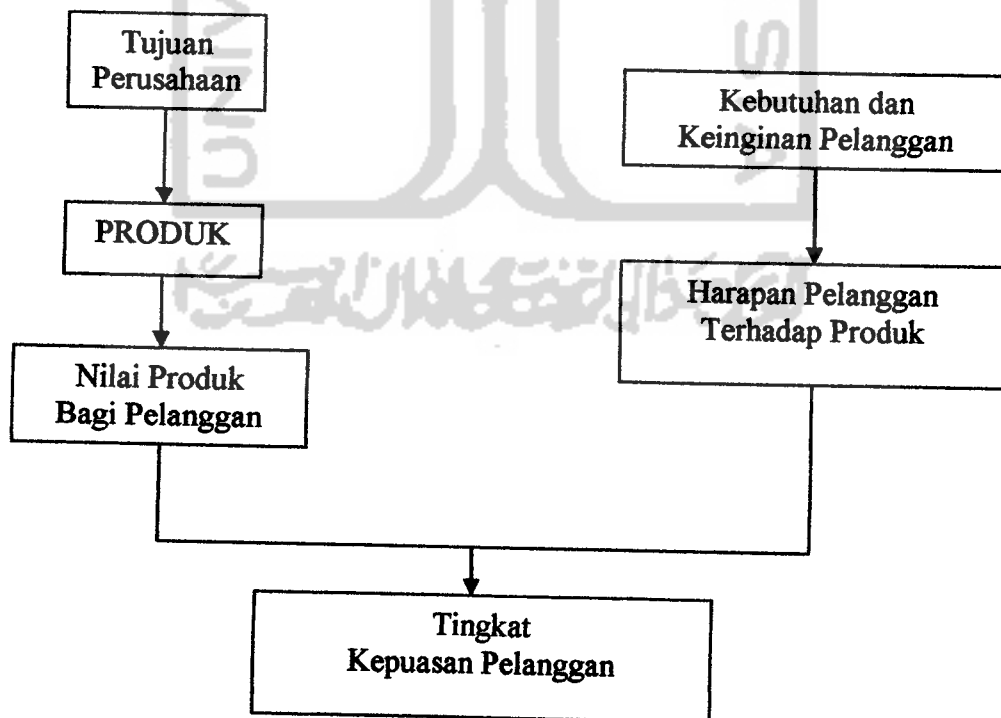 Tujuan
Perusahaan
Kebutuhan dan
Keinginan Pelanggan
PRODUK
Harapan Pelanggan
Terhadap Produk
Nilai Produk
Bagi Pelanggan
Tingkat
Kepuasan Pelanggan